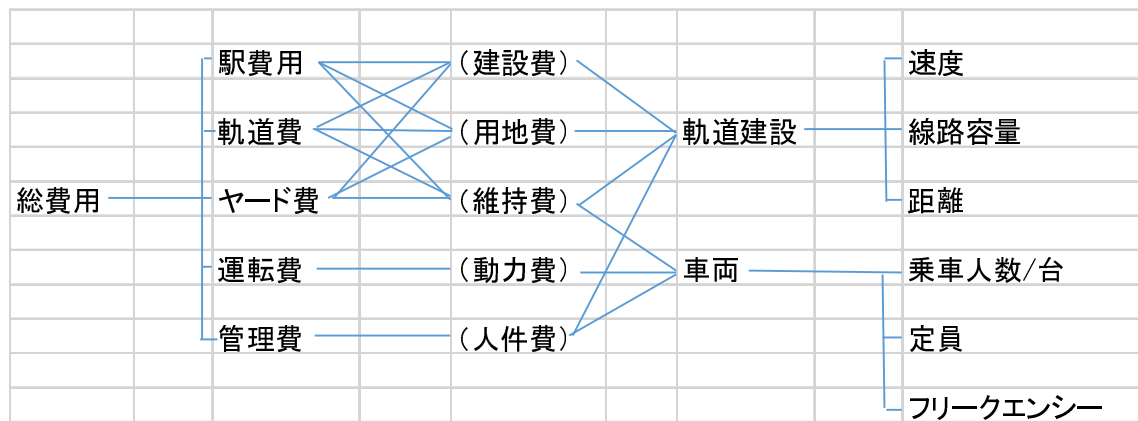 駅費用 （建設費） 速度
軌道費 （用地費） 軌道建設 線路容量
総費用 ヤード費 （維持費） 距離
運転費 （動力費） 車両 乗車人数/台
管理費 （人件費） 定員
フリークエンシー